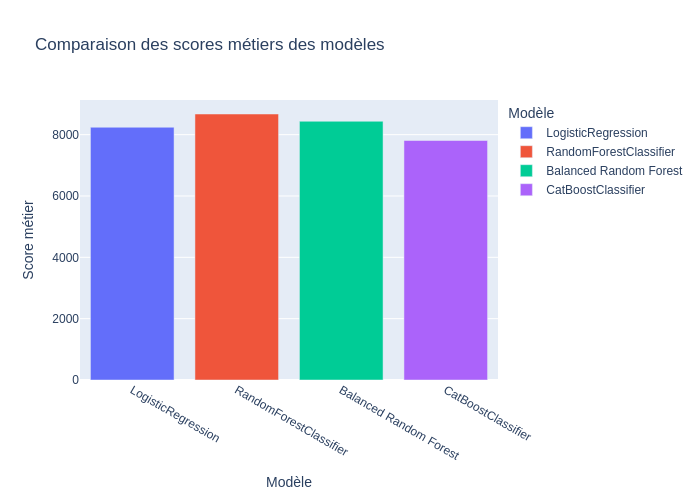 Comparaison des scores métiers des modèles
Modèle
LogisticRegression
RandomForestClassifier
Balanced Random Forest
CatBoostClassifier
Score métier
8000
6000
4000
2000
0
LogisticRegression
RandomForestClassifier
Balanced Random Forest
CatBoostClassifier
Modèle